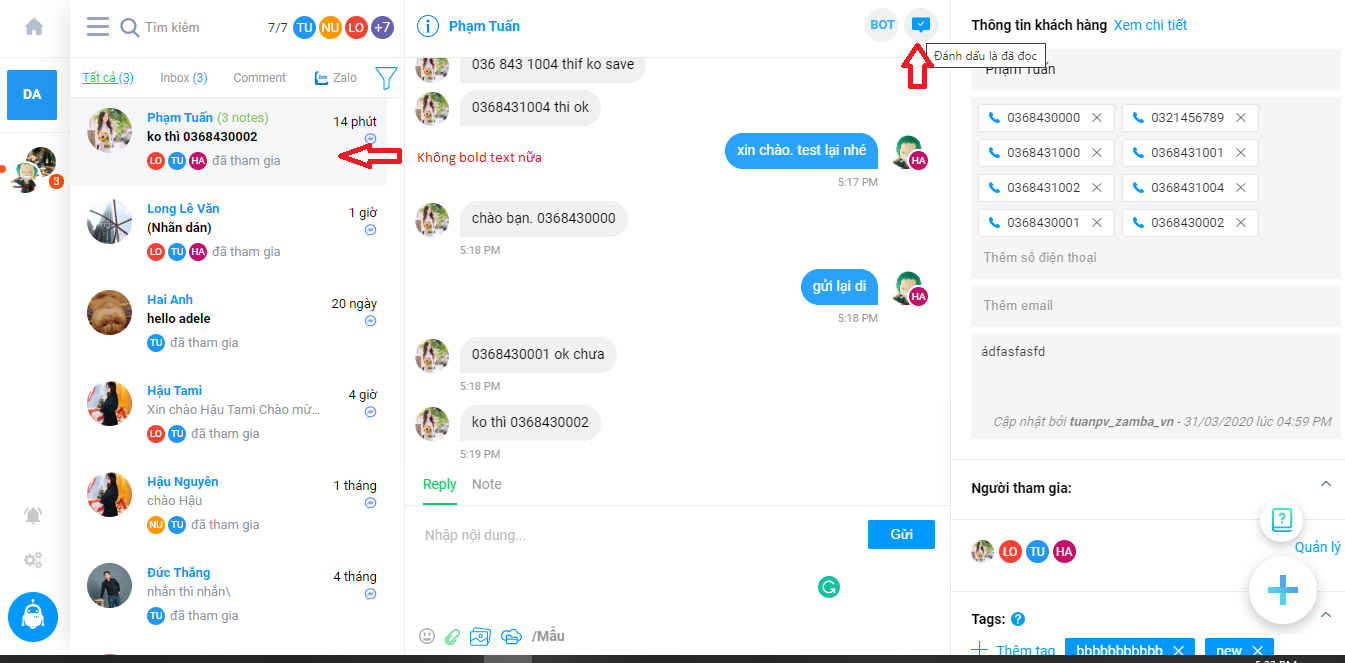 Tìm kiếm
7/7 TU NU LO +7
Phạm Tuấn
BOT
Đánh dấu là đã đọc
Thông tin khách hàng Xem chi tiết
Phạm Tuấn
DA
3
Tất cả (3) Inbox (3) Comment Zalo
Phạm Tuấn (3 notes) 14 phút
ko thì 0368430002
LO TU HA đã tham gia
Không bold text nữa
Long Lê Văn 1 giờ
(Nhãn dán)
LO TU HA đã tham gia
Hai Anh 20 ngày
hello adele
TU đã tham gia
Hậu Tami 4 giờ
Xin chào Hậu Tami Chào mừ...
LO TU đã tham gia
Hậu Nguyên 1 tháng
chào Hậu
NU TU đã tham gia
Đức Thắng 4 tháng
nhắn thì nhắn\
TU đã tham gia
036 843 1004 thif ko save
0368431004 thi ok
xin chào. test lại nhé
HA
5:17 PM
chào bạn. 0368430000
5:18 PM
gửi lại di
HA
5:18 PM
0368430001 ok chưa
5:18 PM
ko thì 0368430002
5:19 PM
Reply Note
Nhập nội dung...
Gửi
/Mẫu
0368430000 0321456789
0368431000 0368431001
0368431002 0368431004
0368430001 0368430002
Thêm số điện thoại
Thêm email
ádfasfasfd
Cập nhật bởi tuanpv_zamba_vn - 31/03/2020 lúc 04:59 PM
Người tham gia:
LO TU HA
Quản lý
Tags:
Thêm tag bbbbbbbbbbb new